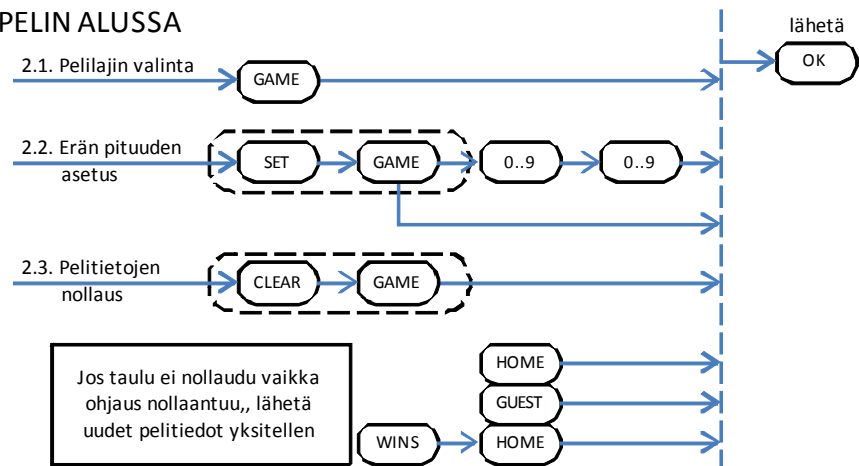 PELIN ALUSSA
lähetä
OK
2.1. Pelilajin valinta
GAME
2.2. Erän pituuden
asetus
SET
GAME
0..9
0..9
2.3. Pelitietojen
nollaus
CLEAR
GAME
Jos taulu ei nollaudu vaikka
ohjaus nollaantuu,, lähetä
uudet pelitiedot yksitellen
HOME
GUEST
WINS
HOME